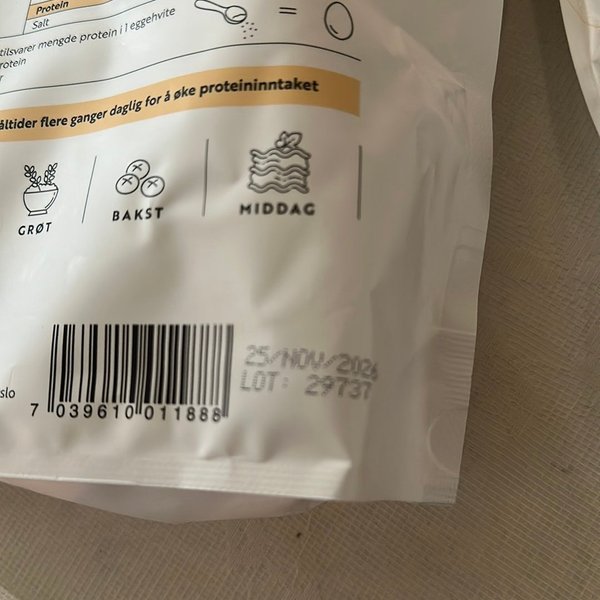 Protein
Salt
tilsvarer mengde protein i 1 eggehvite
rotein
r
åltider flere ganger daglig for å øke proteininntaket
GRØT
BAKST
MIDDAG
slo
25/NOV/2026
LOT: 29737
7 039610 011888